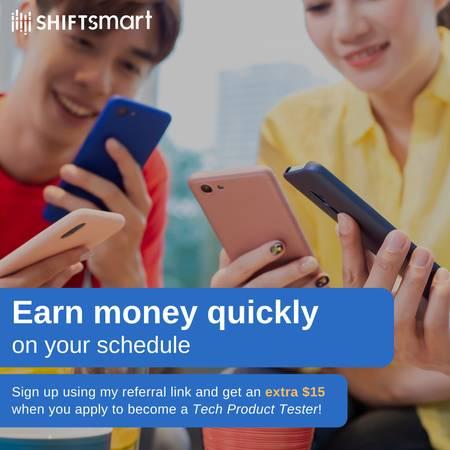 SHIFTSmart
Earn money quickly
on your schedule
Sign up using my referral link and get an extra $15
when you apply to become a Tech Product Tester!